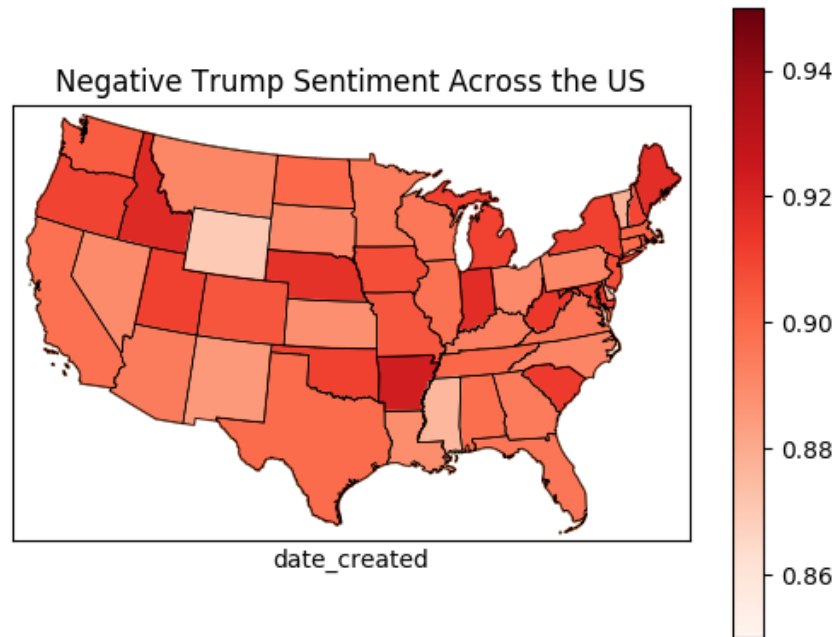 Negative Trump Sentiment Across the US
0.94
0.92
0.90
0.88
0.86
date_created